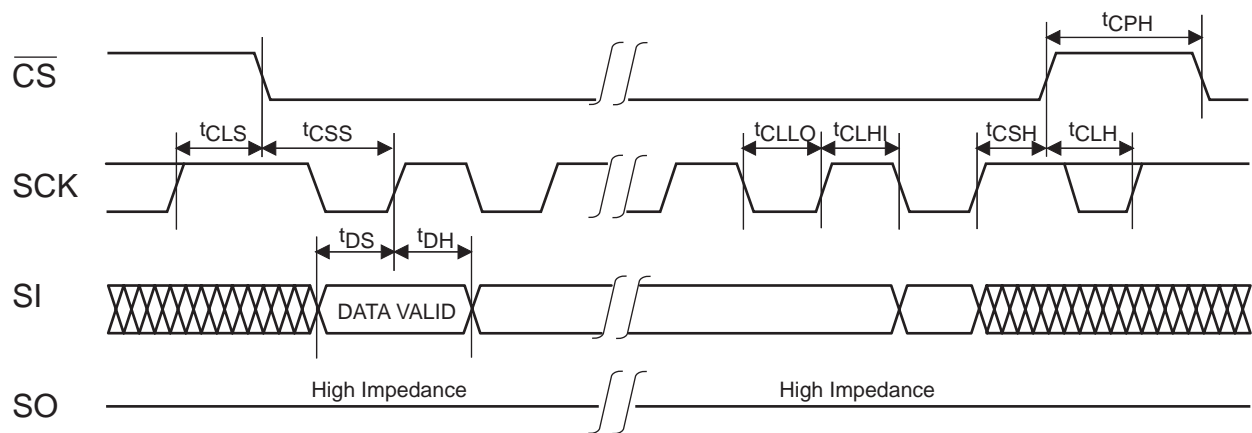 tCPH
CS
tCLS tCSS tCLLO tCLHI tCSH tCLH
SCK
tDS tDH
SI DATA VALID
High Impedance High Impedance
SO